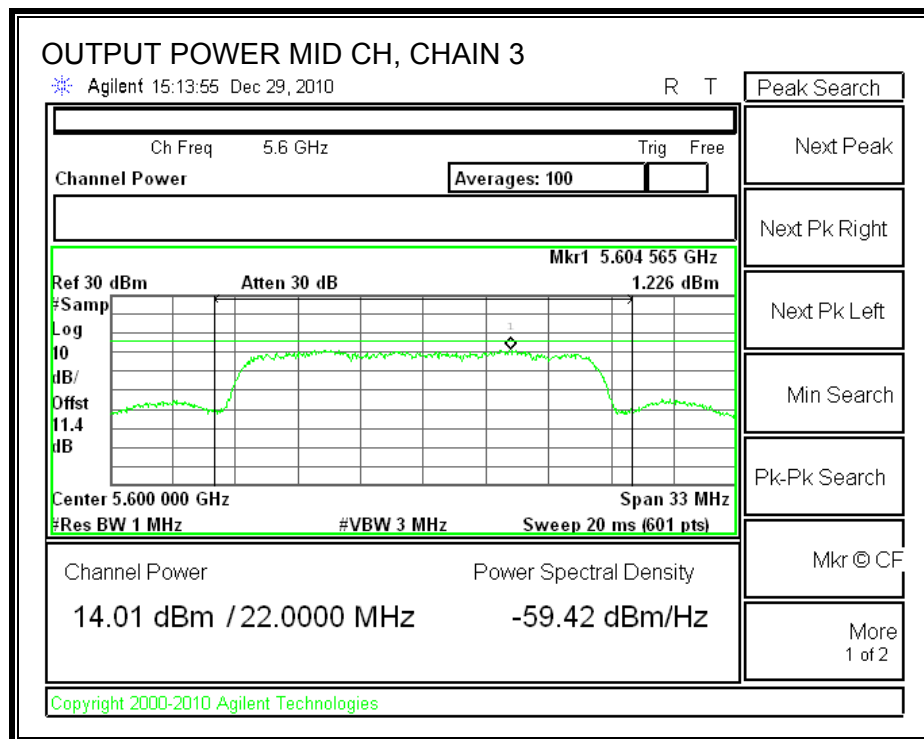 OUTPUT POWER MID CH, CHAIN 3
Agilent 15:13:55 Dec 29, 2010 R T
Peak Search
Ch Freq 5.6 GHz Trig Free
Channel Power Averages: 100
Mkr1 5.604 565 GHz
Ref 30 dBm Atten 30 dB 1.226 dBm
#Samp
Log
10
dB/
Offst
11.4
dB
1
Center 5.600 000 GHz Span 33 MHz
#Res BW 1 MHz #VBW 3 MHz Sweep 20 ms (601 pts)
Channel Power Power Spectral Density
14.01 dBm / 22.0000 MHz -59.42 dBm/Hz
Next Peak
Next Pk Right
Next Pk Left
Min Search
Pk-Pk Search
Mkr © CF
More
1 of 2
Copyright 2000-2010 Agilent Technologies